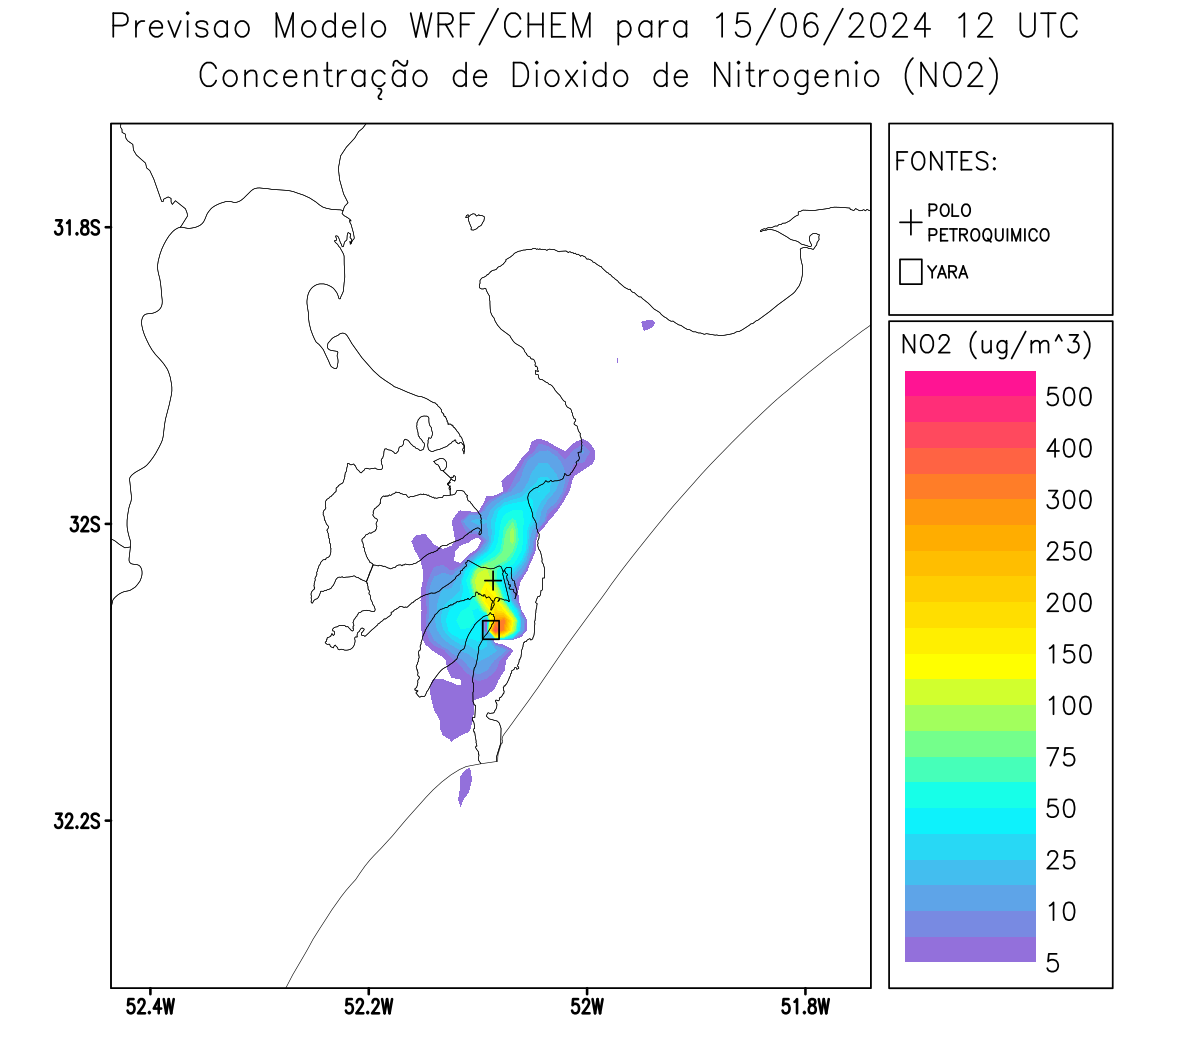 Previsao Modelo WRF/CHEM para 15/06/2024 12 UTC
Concentração de Dioxido de Nitrogenio (NO2)
FONTES:
POLO
PETROQUIMICO
YARA
NO2 (ug/m^3)
500
400
300
250
200
150
100
75
50
25
10
5
31.8S
32S
32.2S
52.4W
52.2W
52W
51.8W